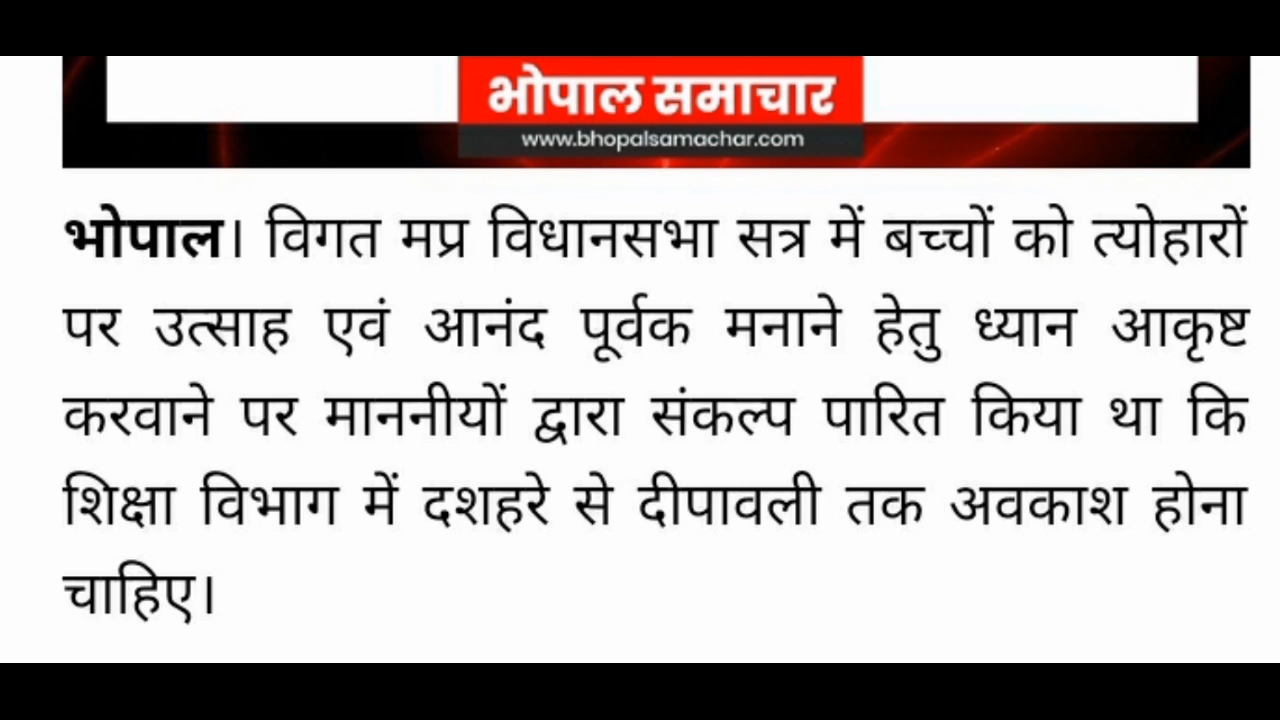 भोपाल समाचार
www.bhopalsamachar.com
भोपाल। विगत मप्र विधानसभा सत्र में बच्चों को त्योहारों
पर उत्साह एवं आनंद पूर्वक मनाने हेतु ध्यान आकृष्ट
करवाने पर माननीयों द्वारा संकल्प पारित किया था कि
शिक्षा विभाग में दशहरे से दीपावली तक अवकाश होना
चाहिए।